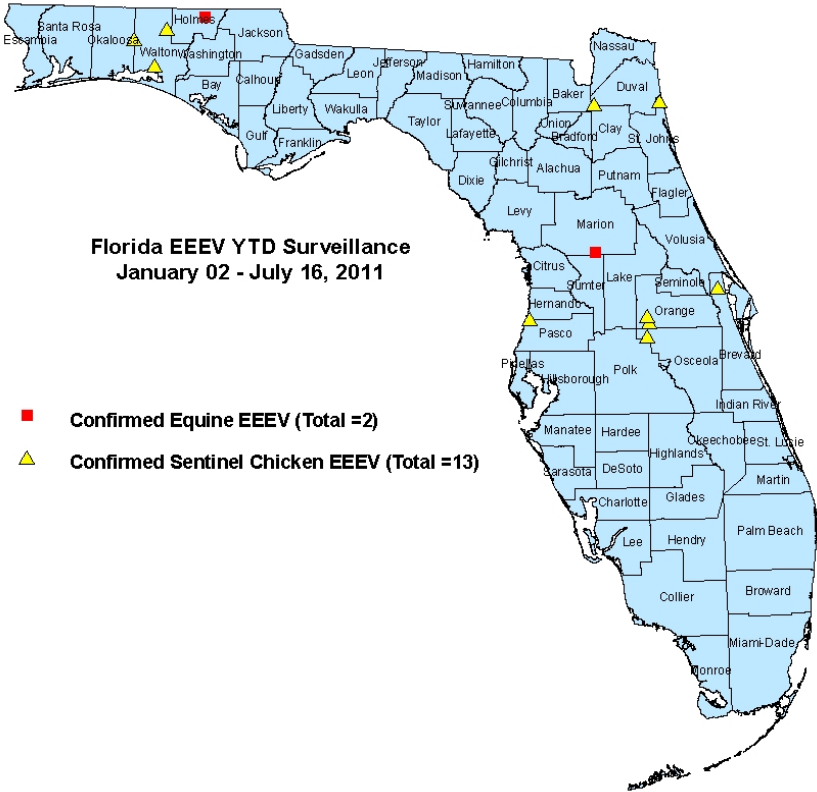 Holmes
Jackson
Santa Rosa
Escambia
Okaloosa
Walton
Washington
Gadsden
Jefferson
Hamilton
Nassau
Leon
Madison
Bay
Calhoun
Suwannee
Columbia
Baker
Duval
Liberty
Wakulla
Taylor
Lafayette
Union
Bradford
Clay
St. Johns
Gulf
Franklin
Gilchrist
Alachua
Putnam
Dixie
Flagler
Levy
Marion
Volusia
Florida EEEV YTD Surveillance
January 02 - July 16, 2011
Citrus
Sumter
Lake
Seminole
Hernando
Orange
Pasco
Pinellas
Hillsborough
Polk
Osceola
Brevard
Indian River
Confirmed Equine EEEV (Total =2)
Manatee
Hardee
Okeechobee
St. Lucie
Highlands
Confirmed Sentinel Chicken EEEV (Total =13)
Sarasota
DeSoto
Martin
Charlotte
Glades
Palm Beach
Lee
Hendry
Collier
Broward
Miami-Dade
Monroe